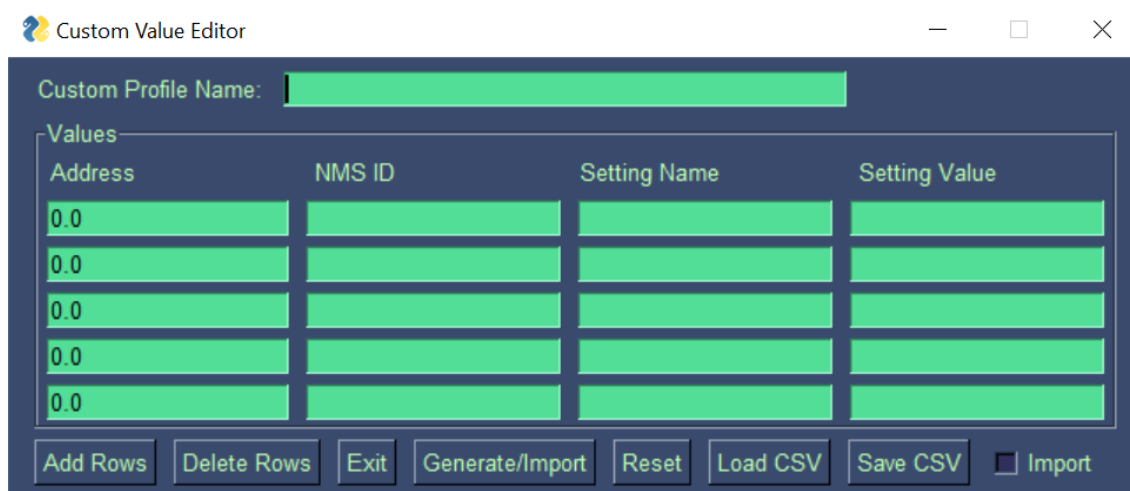 Custom Value Editor
Custom Profile Name:
Values
Address NMS ID Setting Name Setting Value
0.0
0.0
0.0
0.0
0.0
Add Rows Delete Rows Exit Generate/Import Reset Load CSV Save CSV Import